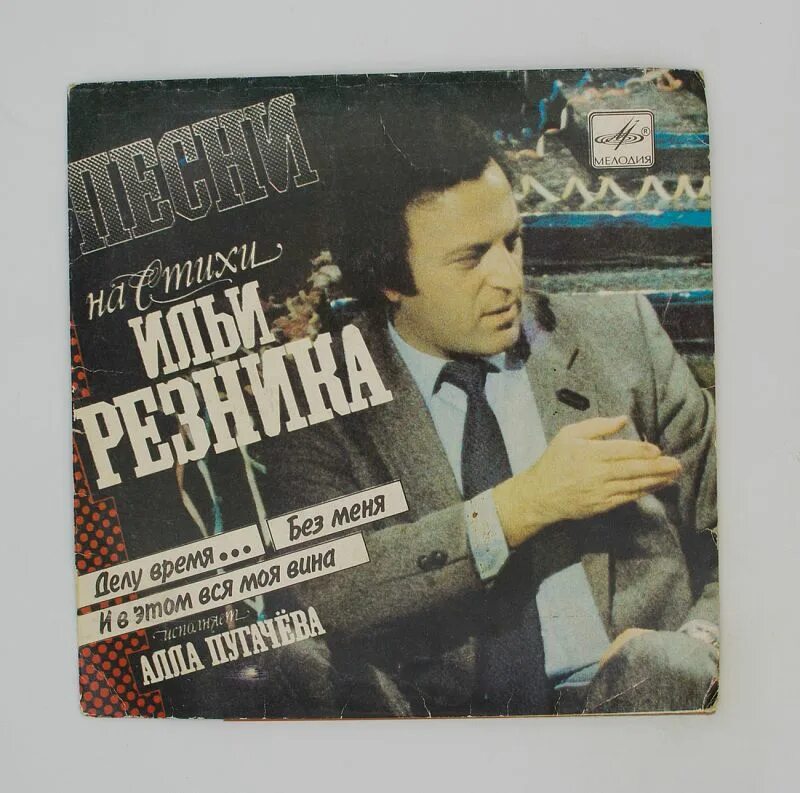 ПЕСНИ
на Стихи
ИЛЬИ
РЕЗНИКА
Делу время...
Без меня
И в этом вся моя вина
исполняет
АЛЛА ПУГАЧЁВА
®
МЕЛОДИЯ